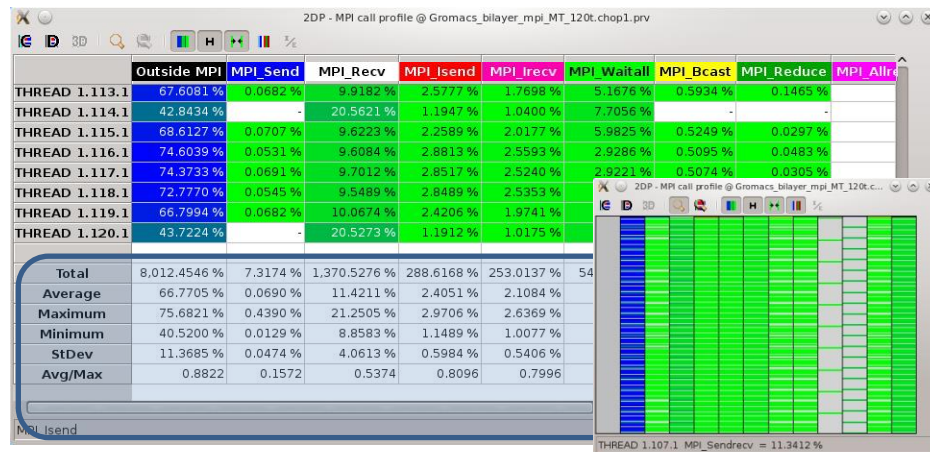 2DP - MPI call profile @ Gromacs_bilayer_mpi_MT_120t.chop1.prv
IC D 3D H II ½
Outside MPI MPI_Send MPI_Recv MPI_Isend MPI_Irecv MPI_Waitall MPI_Bcast MPI_Reduce MPI_Allre
THREAD 1.113.1 67.6081 % 0.0682 % 9.9182 % 2.5777 % 1.7698 % 5.1676 % 0.5934 % 0.1465 %
THREAD 1.114.1 42.8434 % - 20.5621 % 1.1947 % 1.0400 % 7.7056 % - -
THREAD 1.115.1 68.6127 % 0.0707 % 9.6223 % 2.2589 % 2.0177 % 5.9825 % 0.5249 % 0.0297 %
THREAD 1.116.1 74.6039 % 0.0531 % 9.6084 % 2.8813 % 2.5593 % 2.9286 % 0.5095 % 0.0483 %
THREAD 1.117.1 74.3733 % 0.0691 % 9.7012 % 2.8517 % 2.5240 % 2.9221 % 0.5074 % 0.0305 %
THREAD 1.118.1 72.7770 % 0.0545 % 9.5489 % 2.8489 % 2.5353 %
THREAD 1.119.1 66.7994 % 0.0682 % 10.0674 % 2.4206 % 1.9741 %
THREAD 1.120.1 43.7224 % - 20.5273 % 1.1912 % 1.0175 %
Total 8,012.4546 % 7.3174 % 1,370.5276 % 288.6168 % 253.0137 % 54
Average 66.7705 % 0.0690 % 11.4211 % 2.4051 % 2.1084 %
Maximum 75.6821 % 0.4390 % 21.2505 % 2.9706 % 2.6369 %
Minimum 40.5200 % 0.0129 % 8.8583 % 1.1489 % 1.0077 %
StDev 11.3685 % 0.0474 % 4.0613 % 0.5984 % 0.5406 %
Avg/Max 0.8822 0.1572 0.5374 0.8096 0.7996
MPI_Isend
2DP - MPI call profile @ Gromacs_bilayer_mpi_MT_120t.c...
IC D 3D H II ½
THREAD 1.107.1 MPI_Sendrecv = 11.3412 %